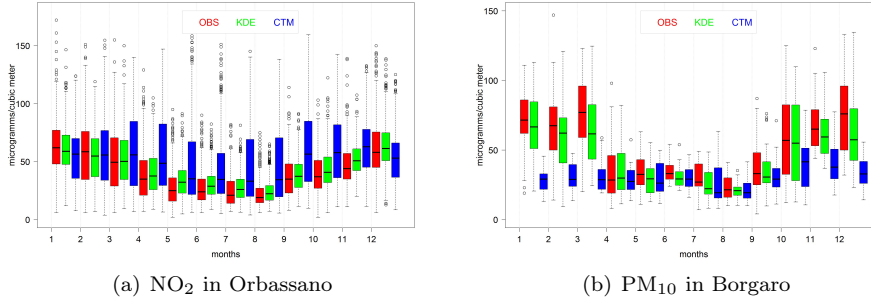 OBS KDE CTM
microgramms/cubic meter
150
100
50
0
1 2 3 4 5 6 7 8 9 10 11 12
months
(a) NO2 in Orbassano
OBS KDE CTM
microgramms/cubic meter
150
100
50
0
1 2 3 4 5 6 7 8 9 10 11 12
months
(b) PM10 in Borgaro